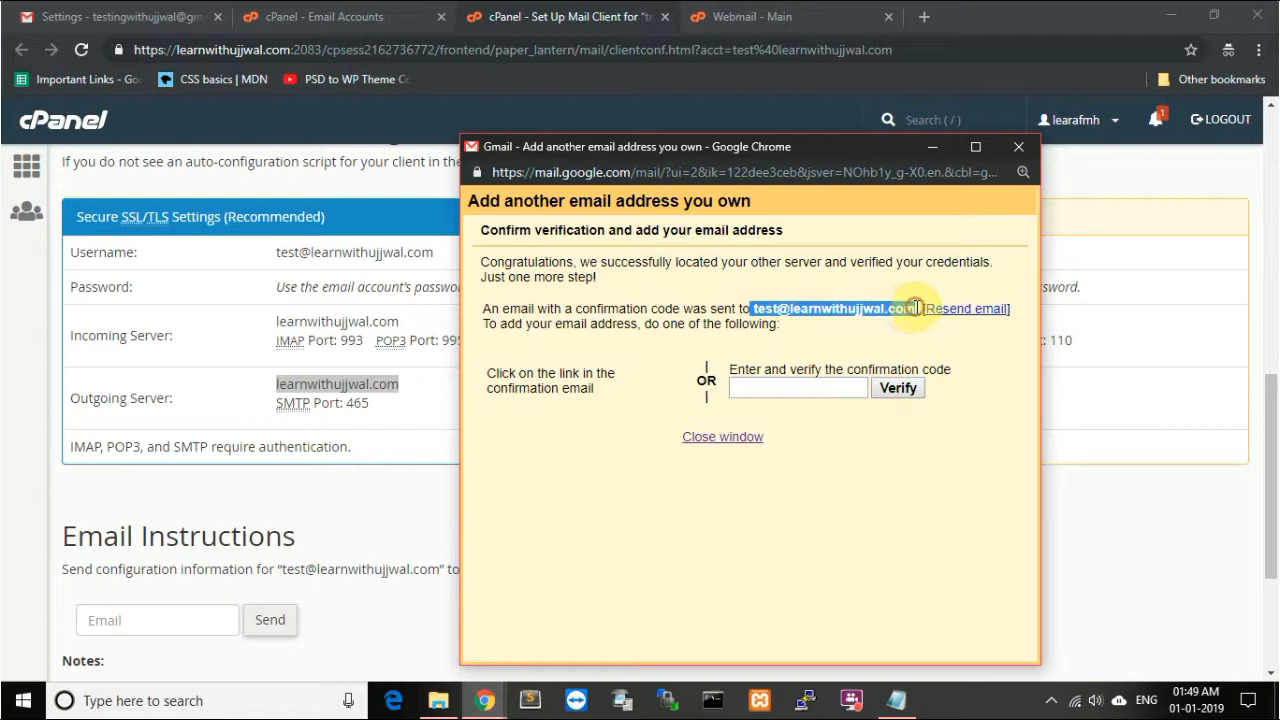 Settings - testingwithujjwal@gm
cPanel - Email Accounts
cPanel - Set Up Mail Client for "te
Webmail - Main
https://learnwithujjwal.com:2083/cpsess2162736772/frontend/paper_lantern/mail/clientconf.html?acct=test%40learnwithujjwal.com
Important Links - Go
CSS basics | MDN
PSD to WP Theme Co
Other bookmarks
cPanel
Search ( / )
learafmh
1
LOGOUT
If you do not see an auto-configuration script for your client in the
Secure SSL/TLS Settings (Recommended)
Username:
test@learnwithujjwal.com
Password:
Use the email account's password.
Incoming Server:
learnwithujjwal.com
IMAP Port: 993 POP3 Port: 995
Outgoing Server:
learnwithujjwal.com
SMTP Port: 465
IMAP, POP3, and SMTP require authentication.
sword.
: 110
Gmail - Add another email address you own - Google Chrome
https://mail.google.com/mail/?ui=2&ik=122dee3ceb&jsver=NOhb1y_g-X0.en.&cbl=g...
Add another email address you own
Confirm verification and add your email address
Congratulations, we successfully located your other server and verified your credentials.
Just one more step!
An email with a confirmation code was sent to test@learnwithujjwal.com. [Resend email]
To add your email address, do one of the following:
Click on the link in the
confirmation email
|
OR
|
Enter and verify the confirmation code
Verify
Close window
Email Instructions
Send configuration information for "test@learnwithujjwal.com" to
Email
Send
Notes:
Type here to search
ENG
01:49 AM
01-01-2019